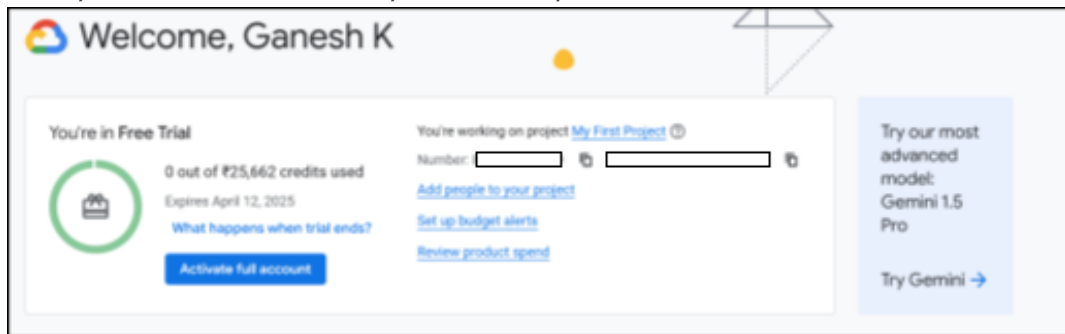 Welcome, Ganesh K
You're in Free Trial
0 out of ₹25,662 credits used
Expires April 12, 2025
What happens when trial ends?
Activate full account
You're working on project My First Project
Number:
Add people to your project
Set up budget alerts
Review product spend
Try our most
advanced
model:
Gemini 1.5
Pro
Try Gemini →